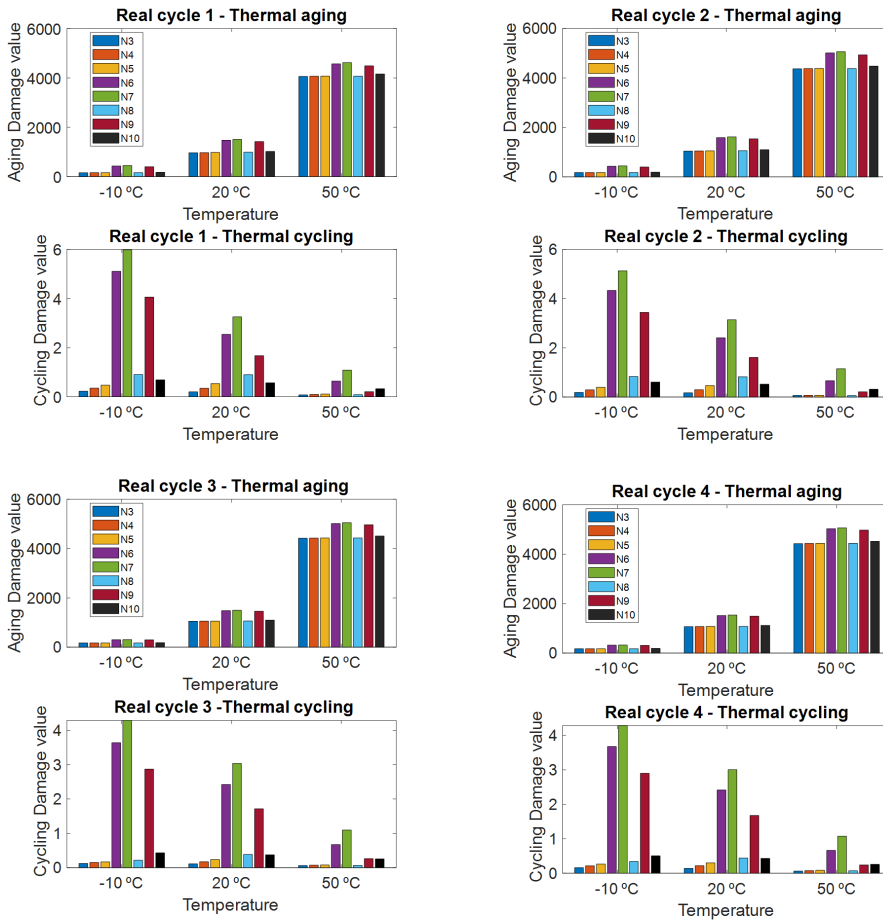 Real cycle 1 - Thermal aging
Aging Damage value
6000
4000
2000
0
N3
N4
N5
N6
N7
N8
N9
N10
-10 ºC
20 ºC
50 ºC
Temperature
Real cycle 2 - Thermal aging
Aging Damage value
6000
4000
2000
0
N3
N4
N5
N6
N7
N8
N9
N10
-10 ºC
20 ºC
50 ºC
Temperature
Real cycle 1 - Thermal cycling
Cycling Damage value
6
4
2
0
-10 ºC
20 ºC
50 ºC
Temperature
Real cycle 2 - Thermal cycling
Cycling Damage value
6
4
2
0
-10 ºC
20 ºC
50 ºC
Temperature
Real cycle 3 - Thermal aging
Aging Damage value
6000
4000
2000
0
N3
N4
N5
N6
N7
N8
N9
N10
-10 ºC
20 ºC
50 ºC
Temperature
Real cycle 4 - Thermal aging
Aging Damage value
6000
4000
2000
0
N3
N4
N5
N6
N7
N8
N9
N10
-10 ºC
20 ºC
50 ºC
Temperature
Real cycle 3 -Thermal cycling
Cycling Damage value
4
3
2
1
0
-10 ºC
20 ºC
50 ºC
Temperature
Real cycle 4 - Thermal cycling
Cycling Damage value
4
3
2
1
0
-10 ºC
20 ºC
50 ºC
Temperature